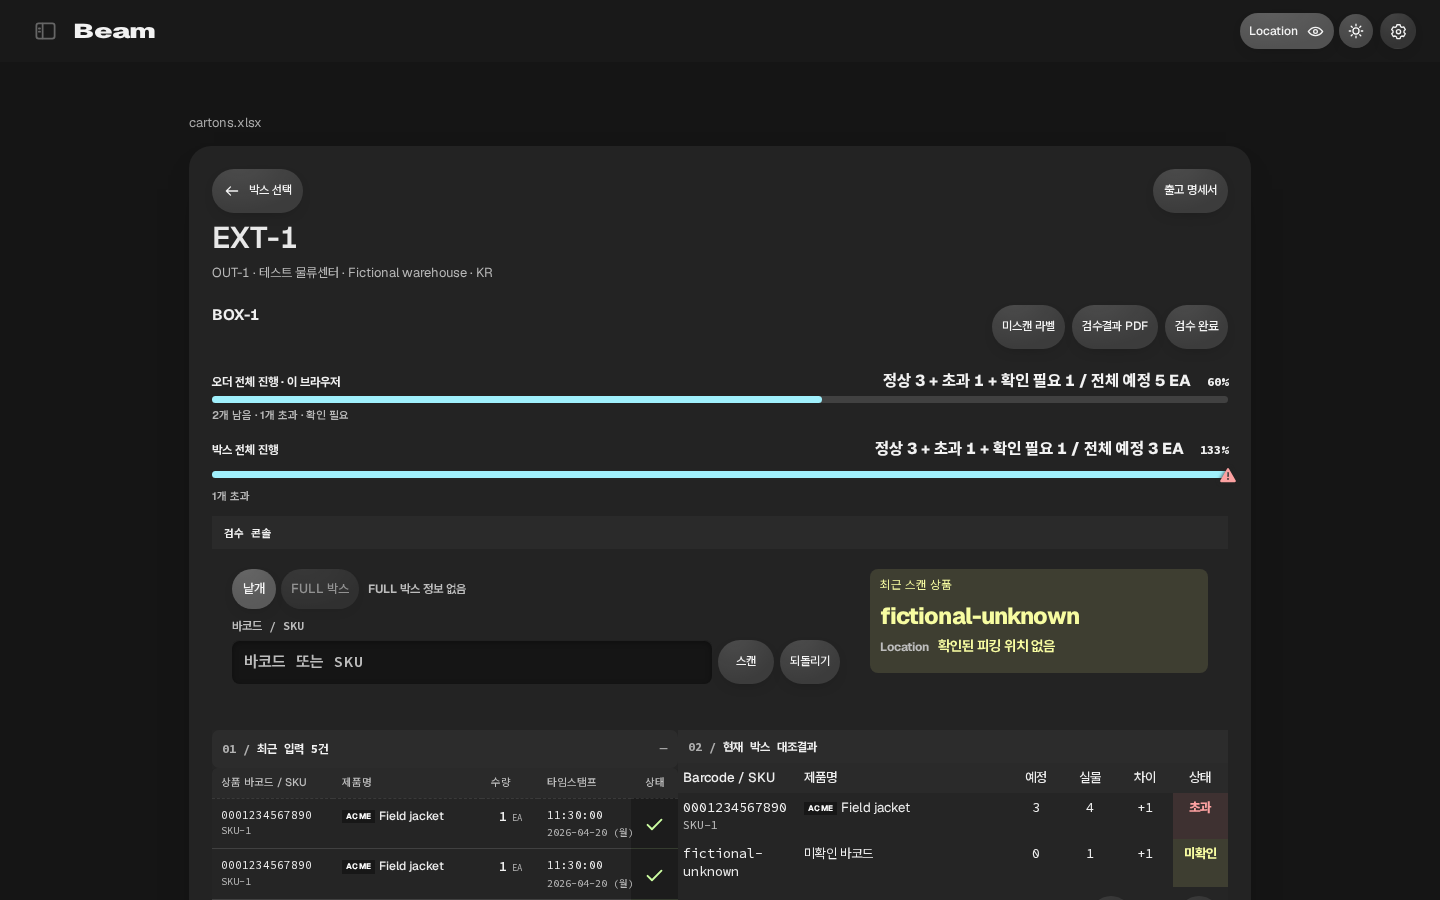 Beam
Location
cartons.xlsx
박스 선택
출고 명세서
EXT-1
OUT-1 · 테스트 물류센터 · Fictional warehouse · KR
BOX-1
미스캔 라벨
검수결과 PDF
검수 완료
오더 전체 진행 · 이 브라우저
정상 3 + 초과 1 + 확인 필요 1 / 전체 예정 5 EA 60%
2개 남음 · 1개 초과 · 확인 필요
박스 전체 진행
정상 3 + 초과 1 + 확인 필요 1 / 전체 예정 3 EA 133%
1개 초과
검수 콘솔
낱개
FULL 박스
FULL 박스 정보 없음
바코드 / SKU
바코드 또는 SKU
스캔
되돌리기
최근 스캔 상품
fictional-unknown
Location 확인된 피킹 위치 없음
01 / 최근 입력 5건 —
상품 바코드 / SKU 제품명 수량 타임스탬프 상태
0001234567890 ACME Field jacket 1 EA 11:30:00
SKU-1 2026-04-20 (월)
0001234567890 ACME Field jacket 1 EA 11:30:00
SKU-1 2026-04-20 (월)
02 / 현재 박스 대조결과
Barcode / SKU 제품명 예정 실물 차이 상태
0001234567890 ACME Field jacket 3 4 +1 초과
SKU-1
fictional- 미확인 바코드 0 1 +1 미확인
unknown